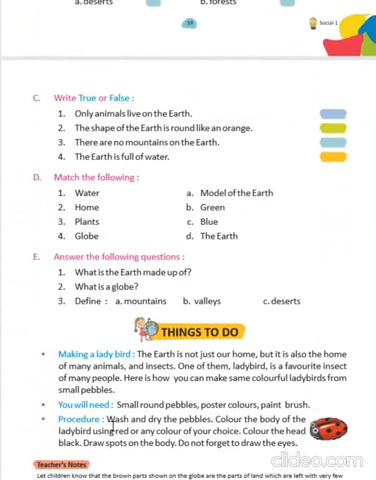 a. deserts b. forests
59 Social-1
C. Write True or False :
1. Only animals live on the Earth.
2. The shape of the Earth is round like an orange.
3. There are no mountains on the Earth.
4. The Earth is full of water.
D. Match the following :
1. Water a. Model of the Earth
2. Home b. Green
3. Plants c. Blue
4. Globe d. The Earth
E. Answer the following questions :
1. What is the Earth made up of?
2. What is a globe?
3. Define : a. mountains b. valleys c. deserts
THINGS TO DO
• Making a lady bird : The Earth is not just our home, but it is also the home
of many animals, and insects. One of them, ladybird, is a favourite insect
of many people. Here is how you can make same colourful ladybirds from
small pebbles.
• You will need : Small round pebbles, poster colours, paint brush.
• Procedure : Wash and dry the pebbles. Colour the body of the
ladybird using red or any colour of your choice. Colour the head
black. Draw spots on the body. Do not forget to draw the eyes.
clideo.com
Teacher's Notes
Let children know that the brown parts shown on the globe are the parts of land which are left with very few